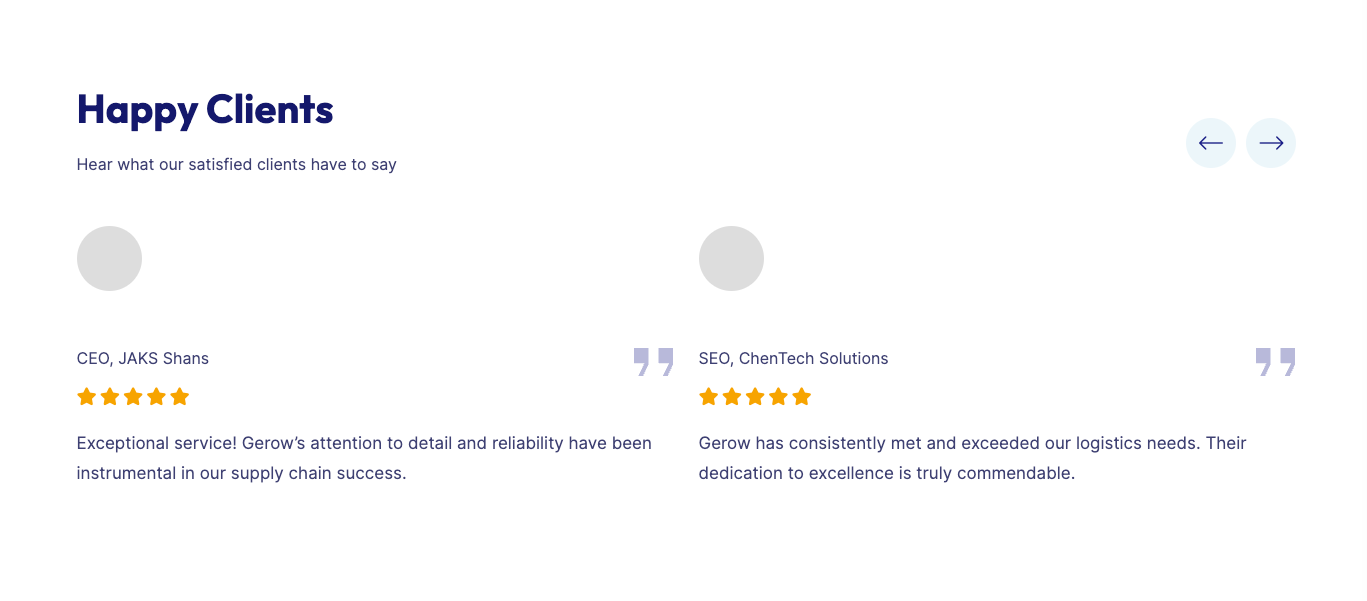 Happy Clients
Hear what our satisfied clients have to say
CEO, JAKS Shans
Exceptional service! Gerow’s attention to detail and reliability have been
instrumental in our supply chain success.
SEO, ChenTech Solutions
Gerow has consistently met and exceeded our logistics needs. Their
dedication to excellence is truly commendable.